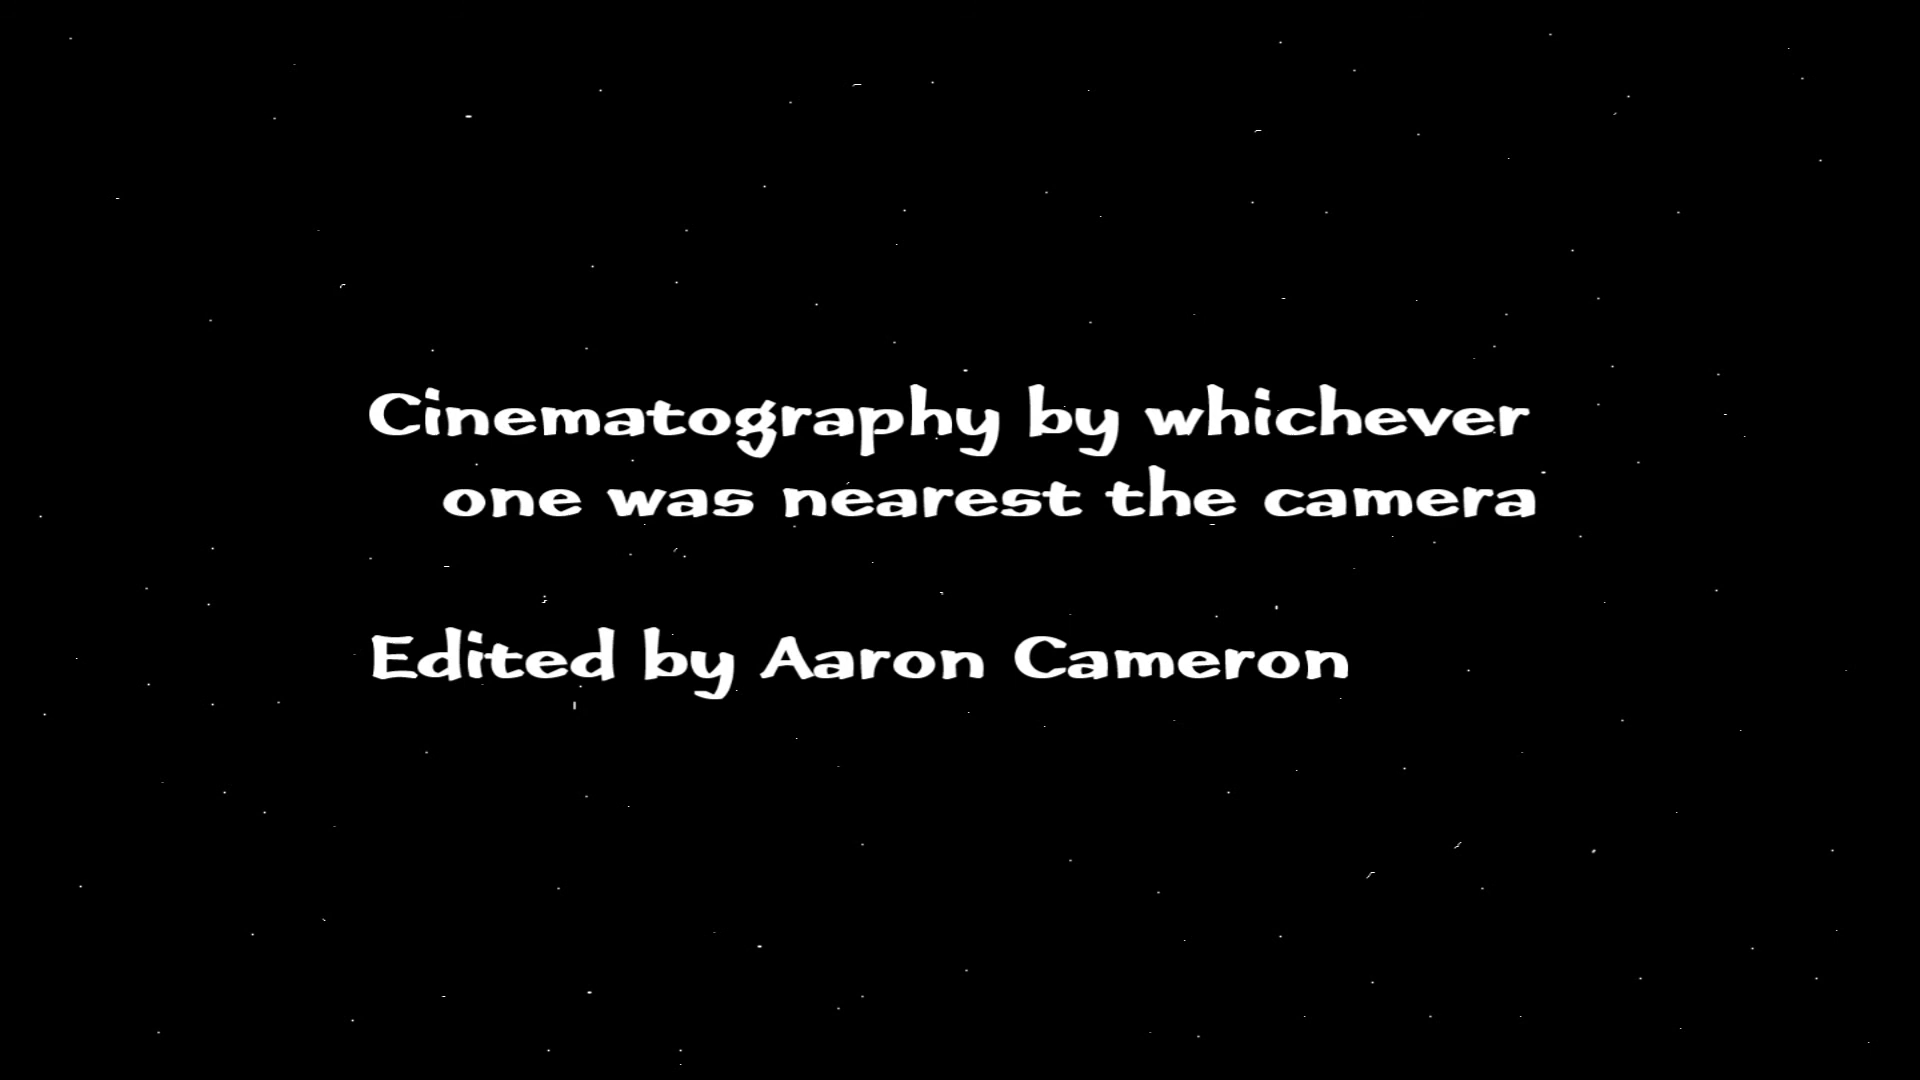 Cinematography by whichever
one was nearest the camera
Edited by Aaron Cameron